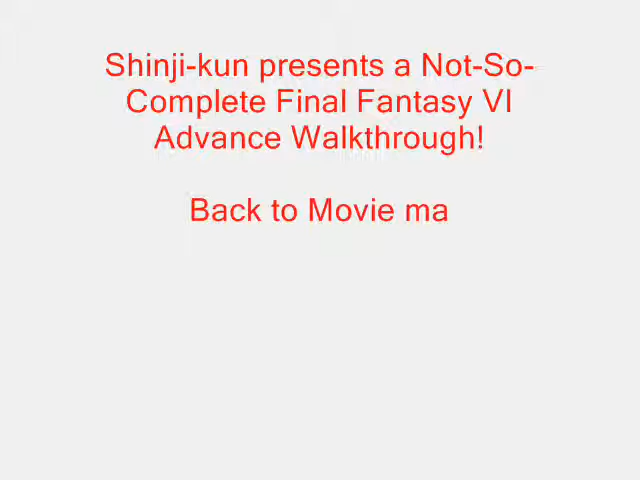 Shinji-kun presents a Not-So-
Complete Final Fantasy VI
Advance Walkthrough!
Back to Movie ma